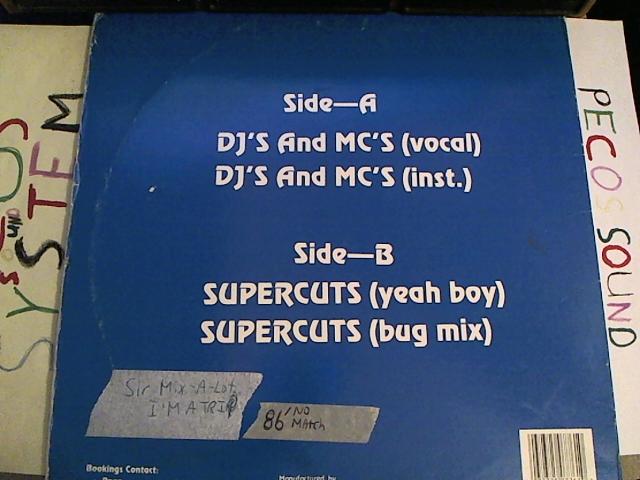 Side—A
DJ'S And MC'S (vocal)
DJ'S And MC'S (inst.)
Side—B
SUPERCUTS (yeah boy)
SUPERCUTS (bug mix)
Sir Mix-A-Lot
I'M A TRIP
86' NO MATCH
Bookings Contact:
Manufactured by
PECOS SOUND
SYSTEM